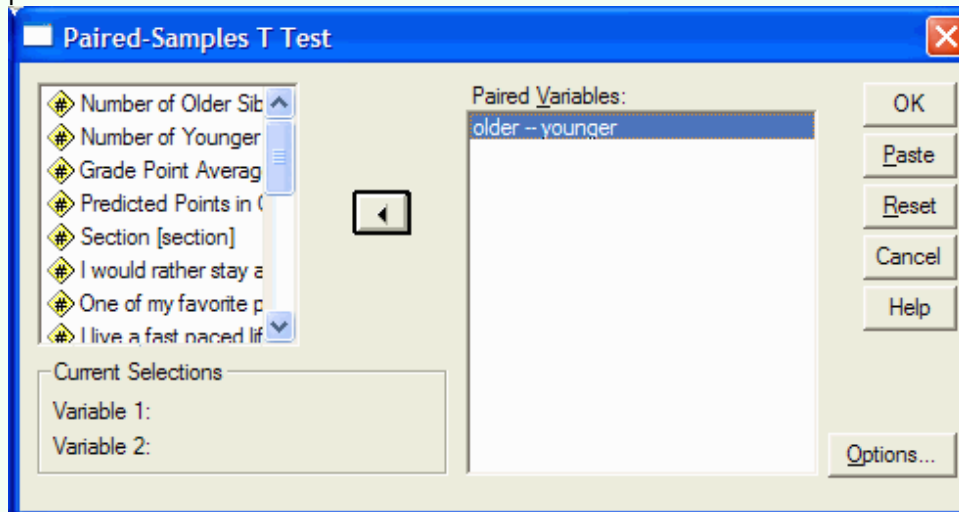 Paired-Samples T Test
Number of Older Sib
Number of Younger
Grade Point Averag
Predicted Points in
Section [section]
I would rather stay a
One of my favorite p
I live a fast paced lif
Current Selections
Variable 1:
Variable 2:
Paired Variables:
older -- younger
OK
Paste
Reset
Cancel
Help
Options...